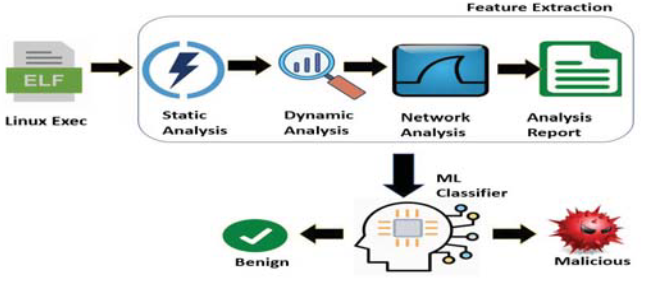 Feature Extraction
ELF
Linux Exec
Static
Analysis
Dynamic
Analysis
Network
Analysis
Analysis
Report
ML
Classifier
Benign
Malicious